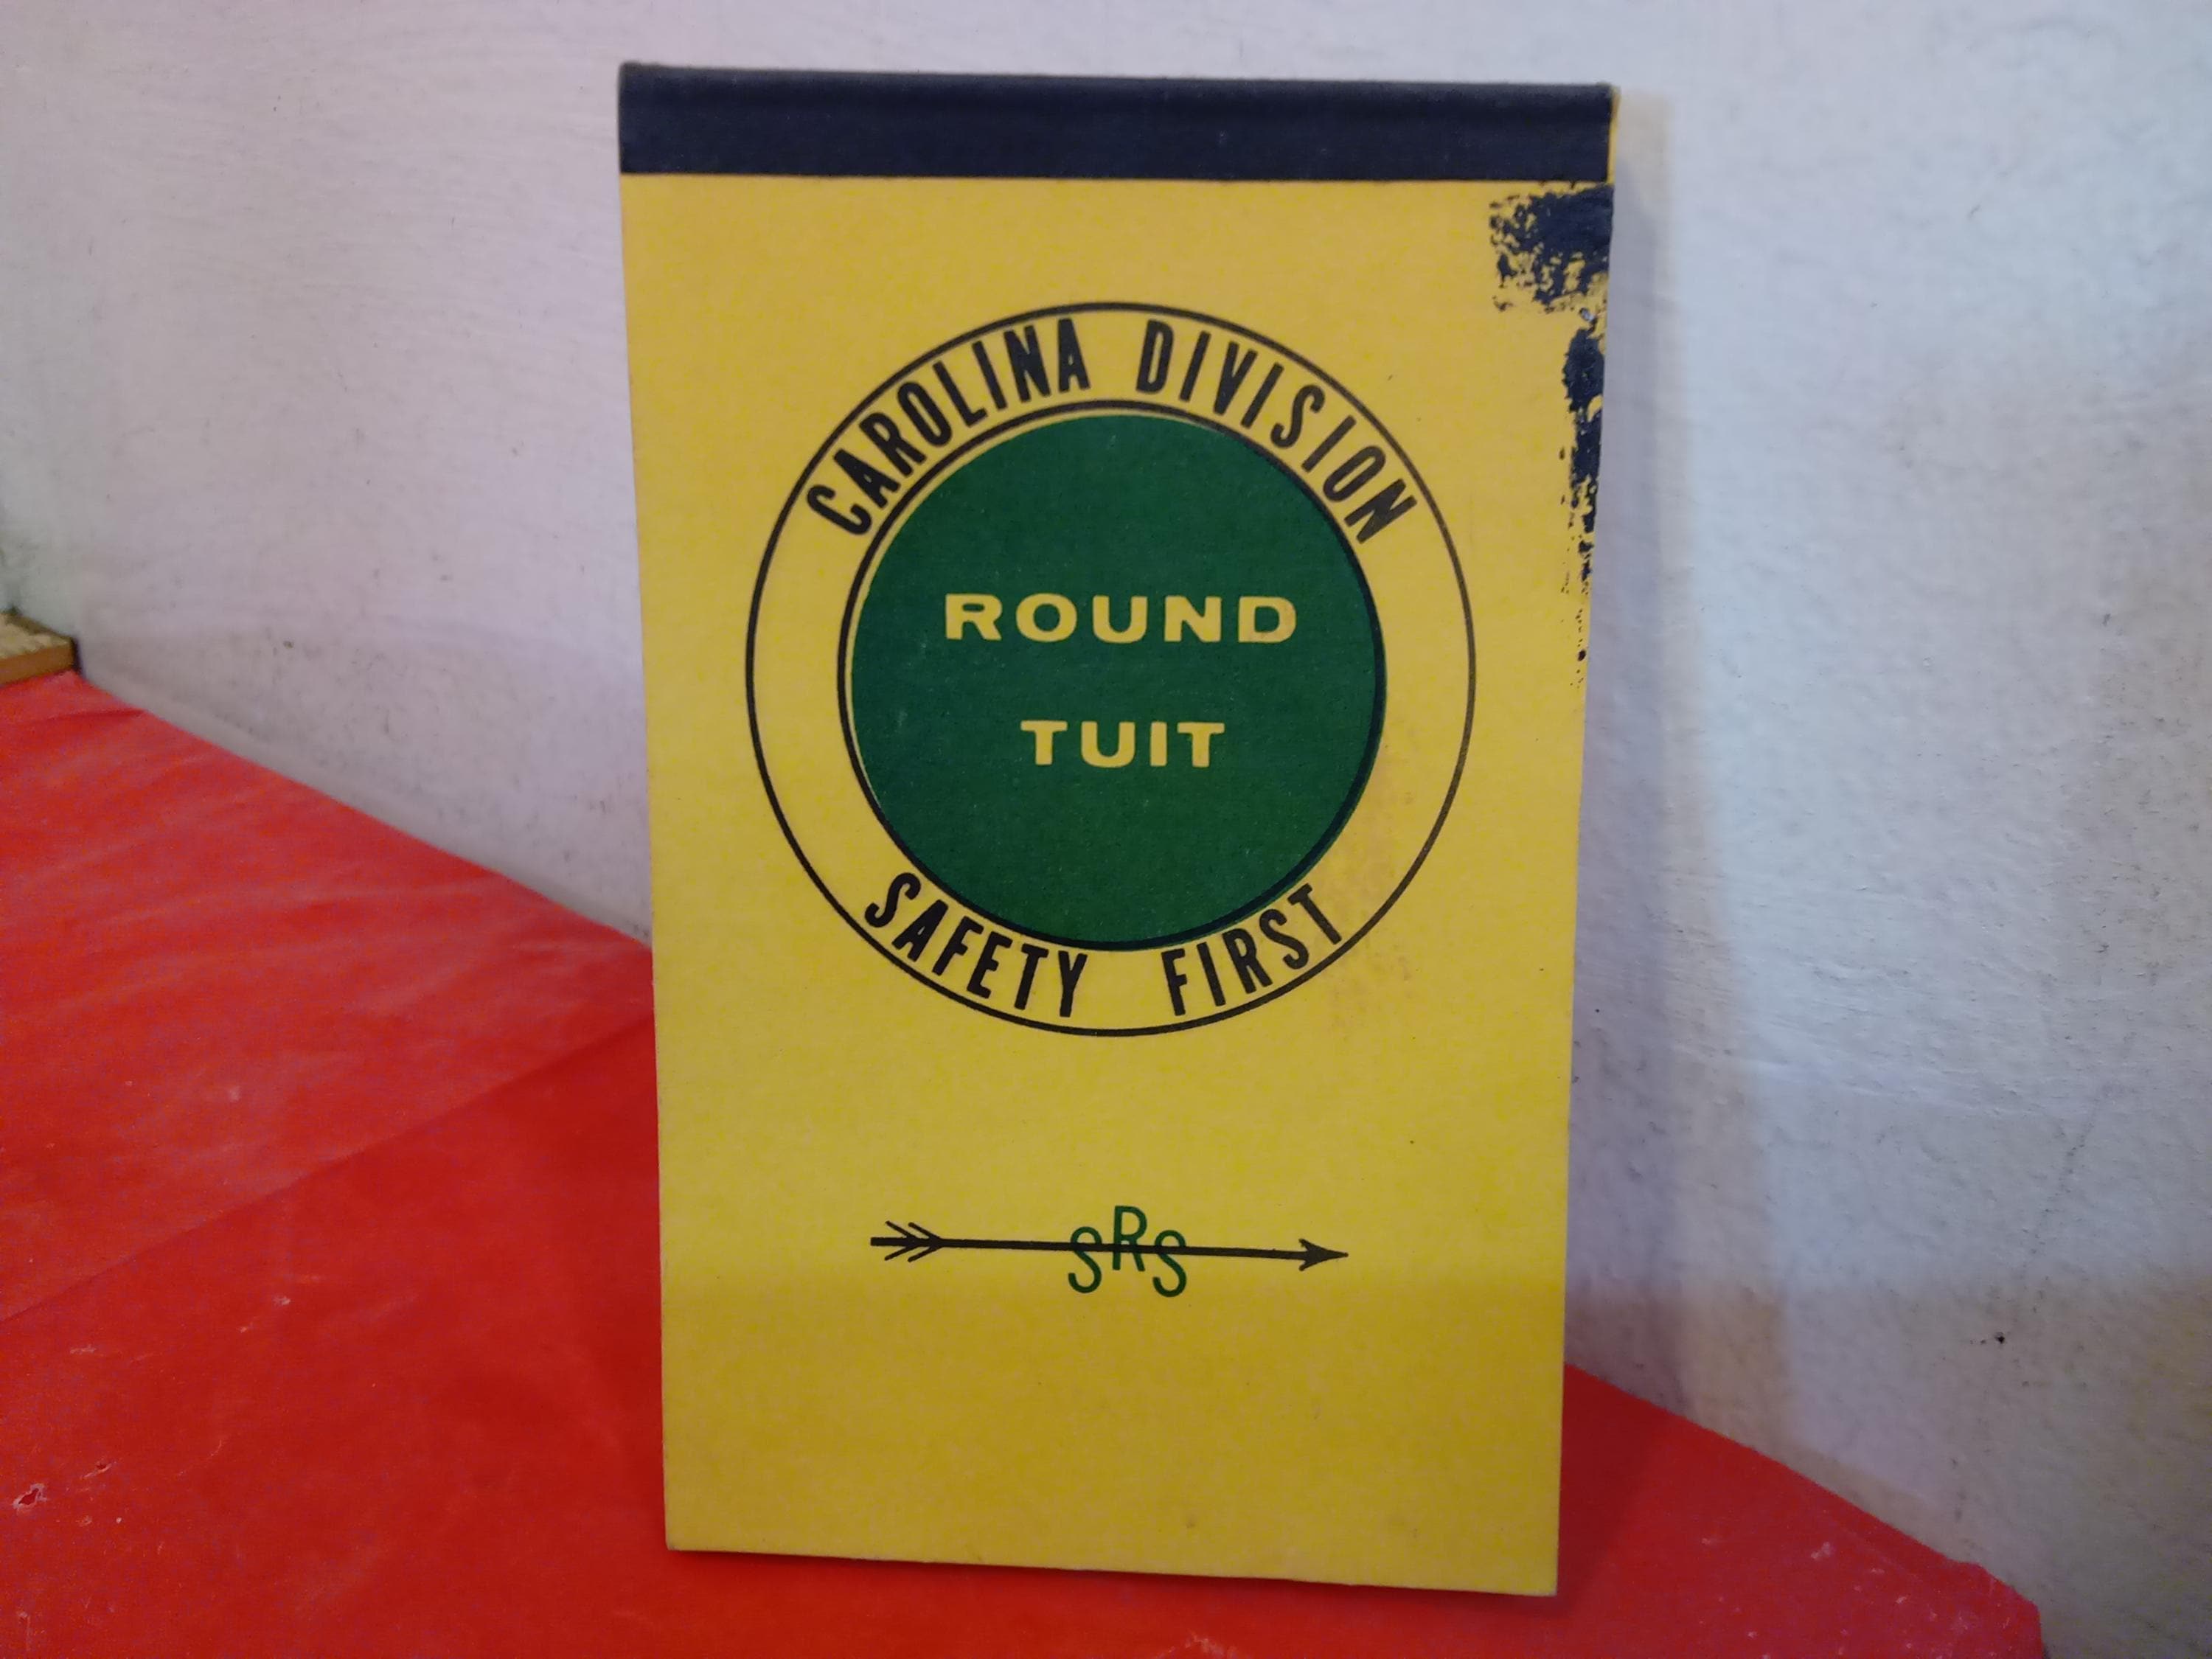 CAROLINA DIVISION
ROUND
TUIT
SAFETY FIRST
SRS